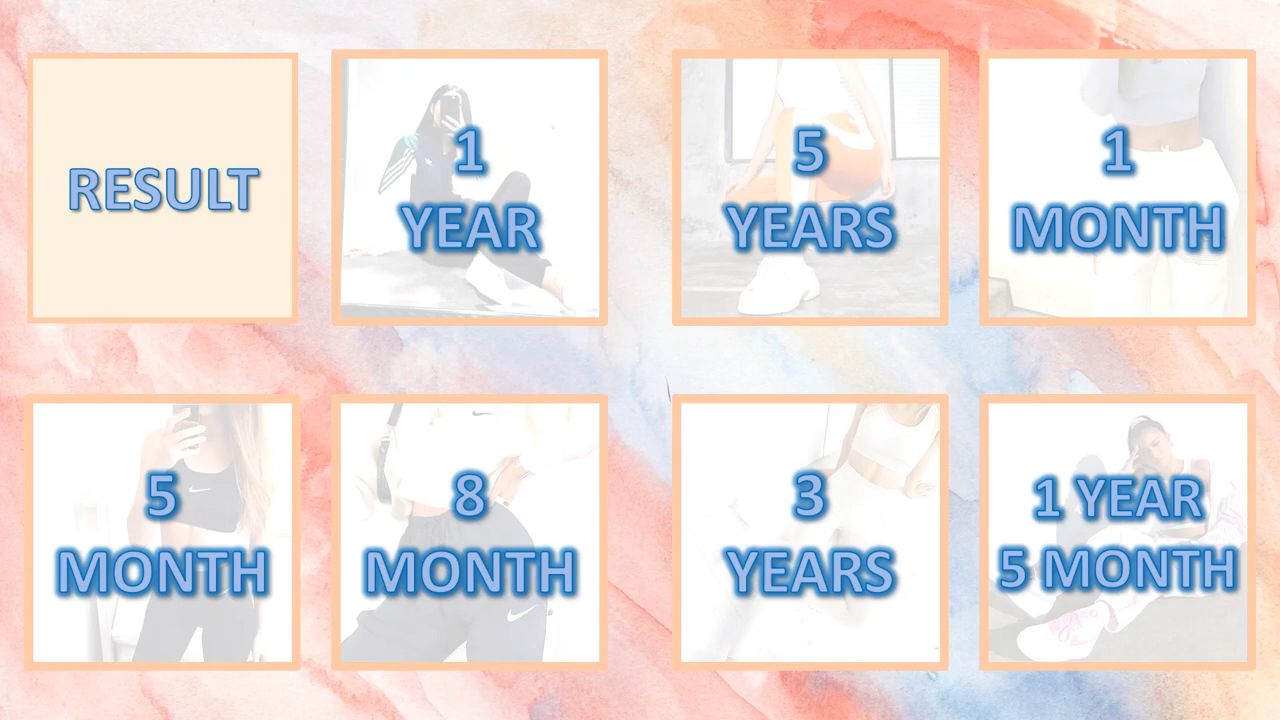 RESULT
1
YEAR
5
YEARS
1
MONTH
5
MONTH
8
MONTH
3
YEARS
1 YEAR
5 MONTH